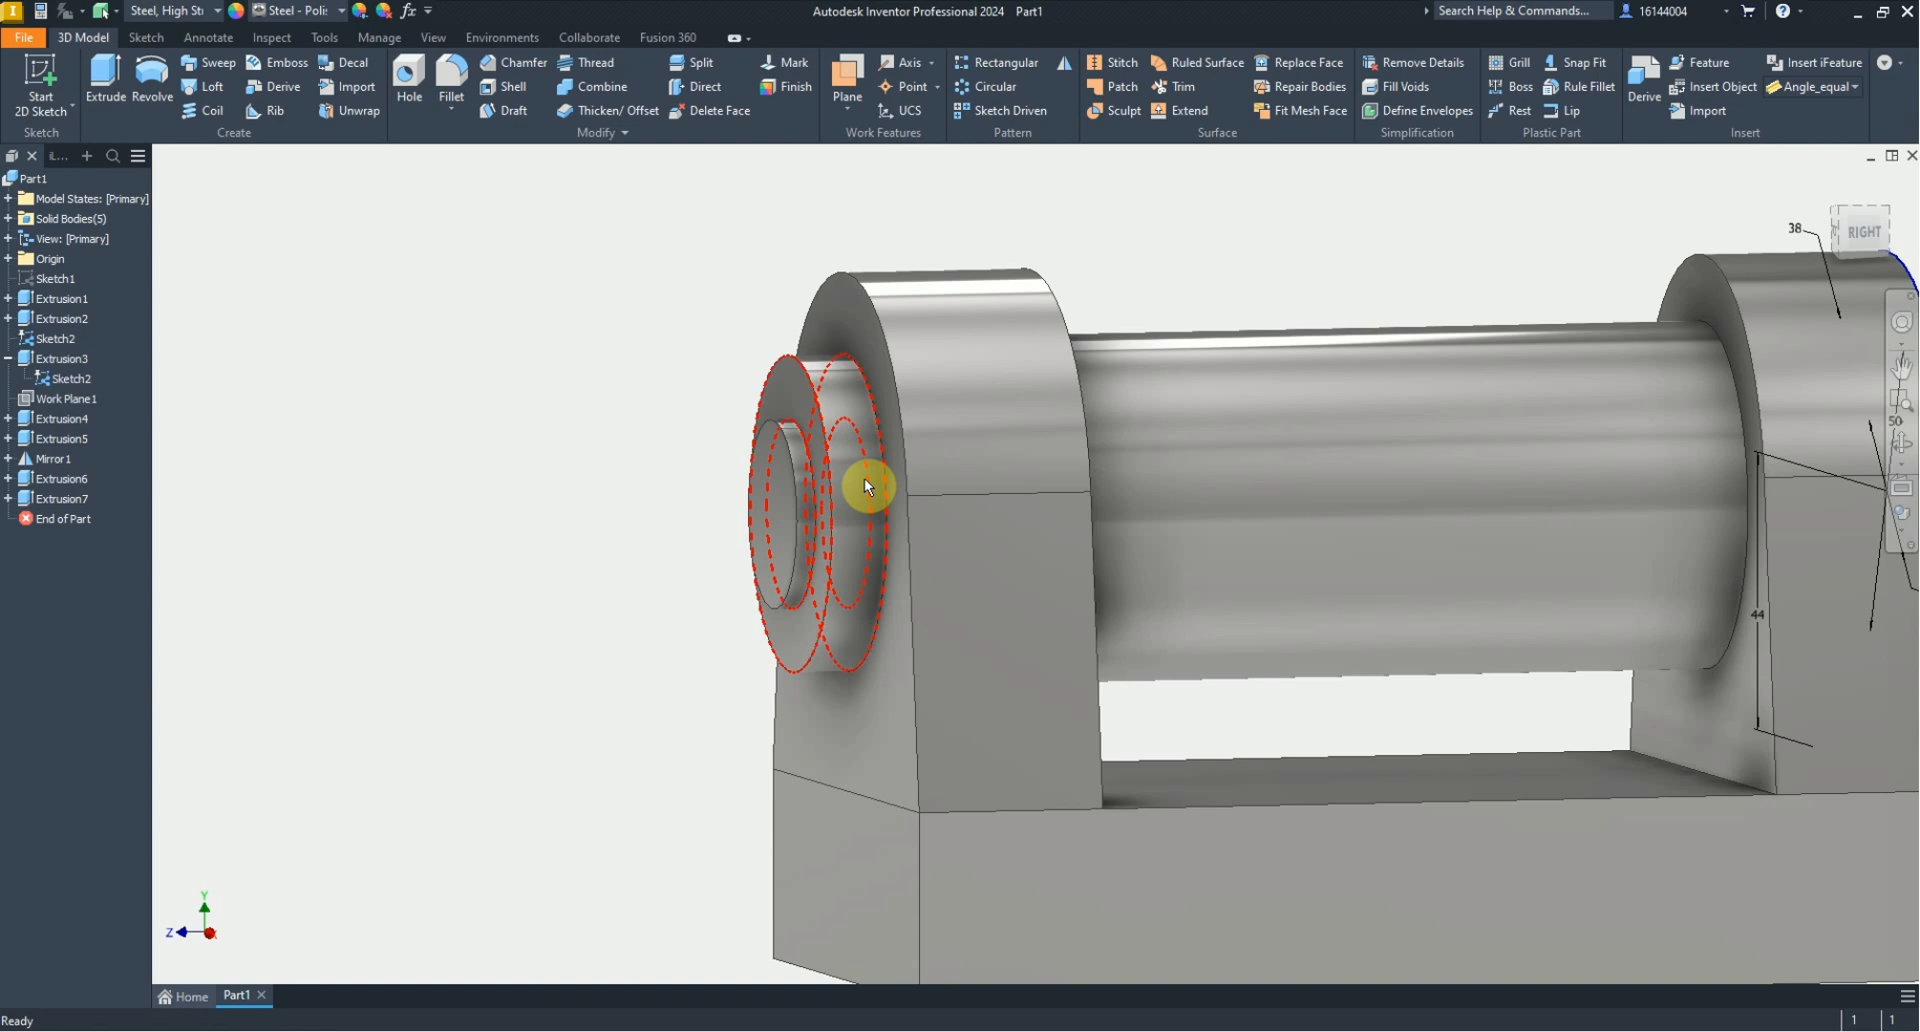 Steel, High Sti
Steel - Poli:
fx
Autodesk Inventor Professional 2024 Part1
Search Help & Commands...
16144004
File 3D Model Sketch Annotate Inspect Tools Manage View Environments Collaborate Fusion 360
Start
2D Sketch
Sketch
Extrude Revolve
Sweep Emboss Decal
Loft Derive Import
Coil Rib Unwrap
Create
Hole Fillet
Chamfer Thread Split Mark
Shell Combine Direct Finish
Draft Thicken/ Offset Delete Face
Modify
Plane
Axis
Point
UCS
Work Features
Rectangular
Circular
Sketch Driven
Pattern
Stitch Ruled Surface Replace Face
Patch Trim Repair Bodies
Sculpt Extend Fit Mesh Face
Surface
Remove Details
Fill Voids
Define Envelopes
Simplification
Grill Snap Fit
Boss Rule Fillet
Rest Lip
Plastic Part
Derive
Feature Insert iFeature
Insert Object Angle_equal
Import
Insert
Part1
Model States: [Primary]
Solid Bodies(5)
View: [Primary]
Origin
Sketch1
Extrusion1
Extrusion2
Sketch2
Extrusion3
Sketch2
Work Plane1
Extrusion4
Extrusion5
Mirror1
Extrusion6
Extrusion7
End of Part
38
RIGHT
50
44
Y
Z
Home Part1
Ready
1 1